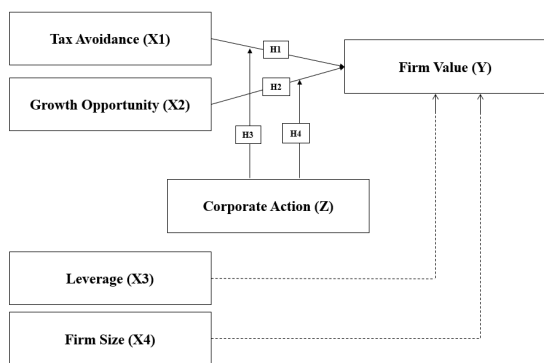 Tax Avoidance (X1)
H1
Firm Value (Y)
Growth Opportunity (X2)
H2
H3
H4
Corporate Action (Z)
Leverage (X3)
Firm Size (X4)